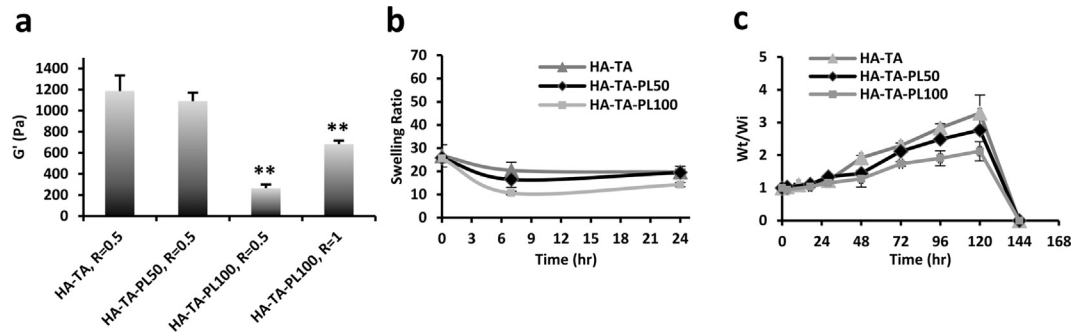 a
1400
1200
1000
800
600
400
200
0
G' (Pa)
**
**
HA-TA, R=0.5
HA-TA-PL50, R=0.5
HA-TA-PL100, R=0.5
HA-TA-PL100, R=1
b
70
60
50
40
30
20
10
0
Swelling Ratio
HA-TA
HA-TA-PL50
HA-TA-PL100
0 3 6 9 12 15 18 21 24
Time (hr)
c
5
4
3
2
1
0
Wt/Wi
HA-TA
HA-TA-PL50
HA-TA-PL100
0 24 48 72 96 120 144 168
Time (hr)